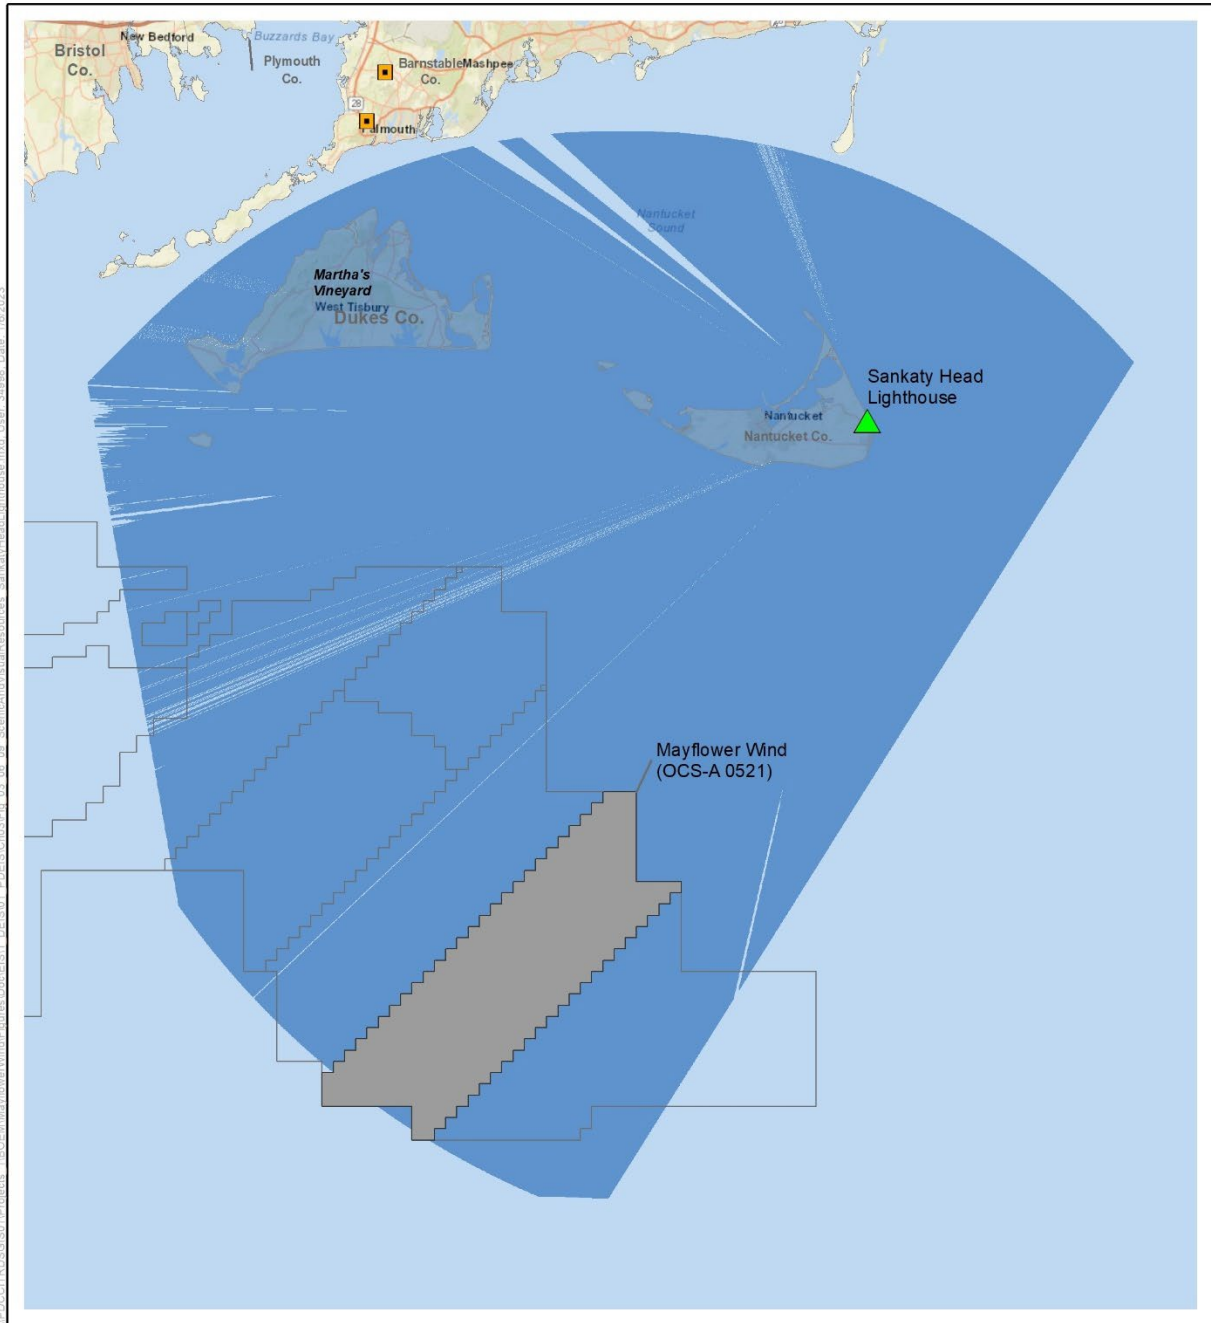 New Bedford
Buzzards Bay
Bristol
Co.
Plymouth
Co.
Barnstable
Co.
Mashpee
28
Falmouth
Nantucket
Sound
Martha's
Vineyard
West Tisbury
Dukes Co.
Sankaty Head
Lighthouse
Nantucket
Nantucket Co.
Mayflower Wind
(OCS-A 0521)